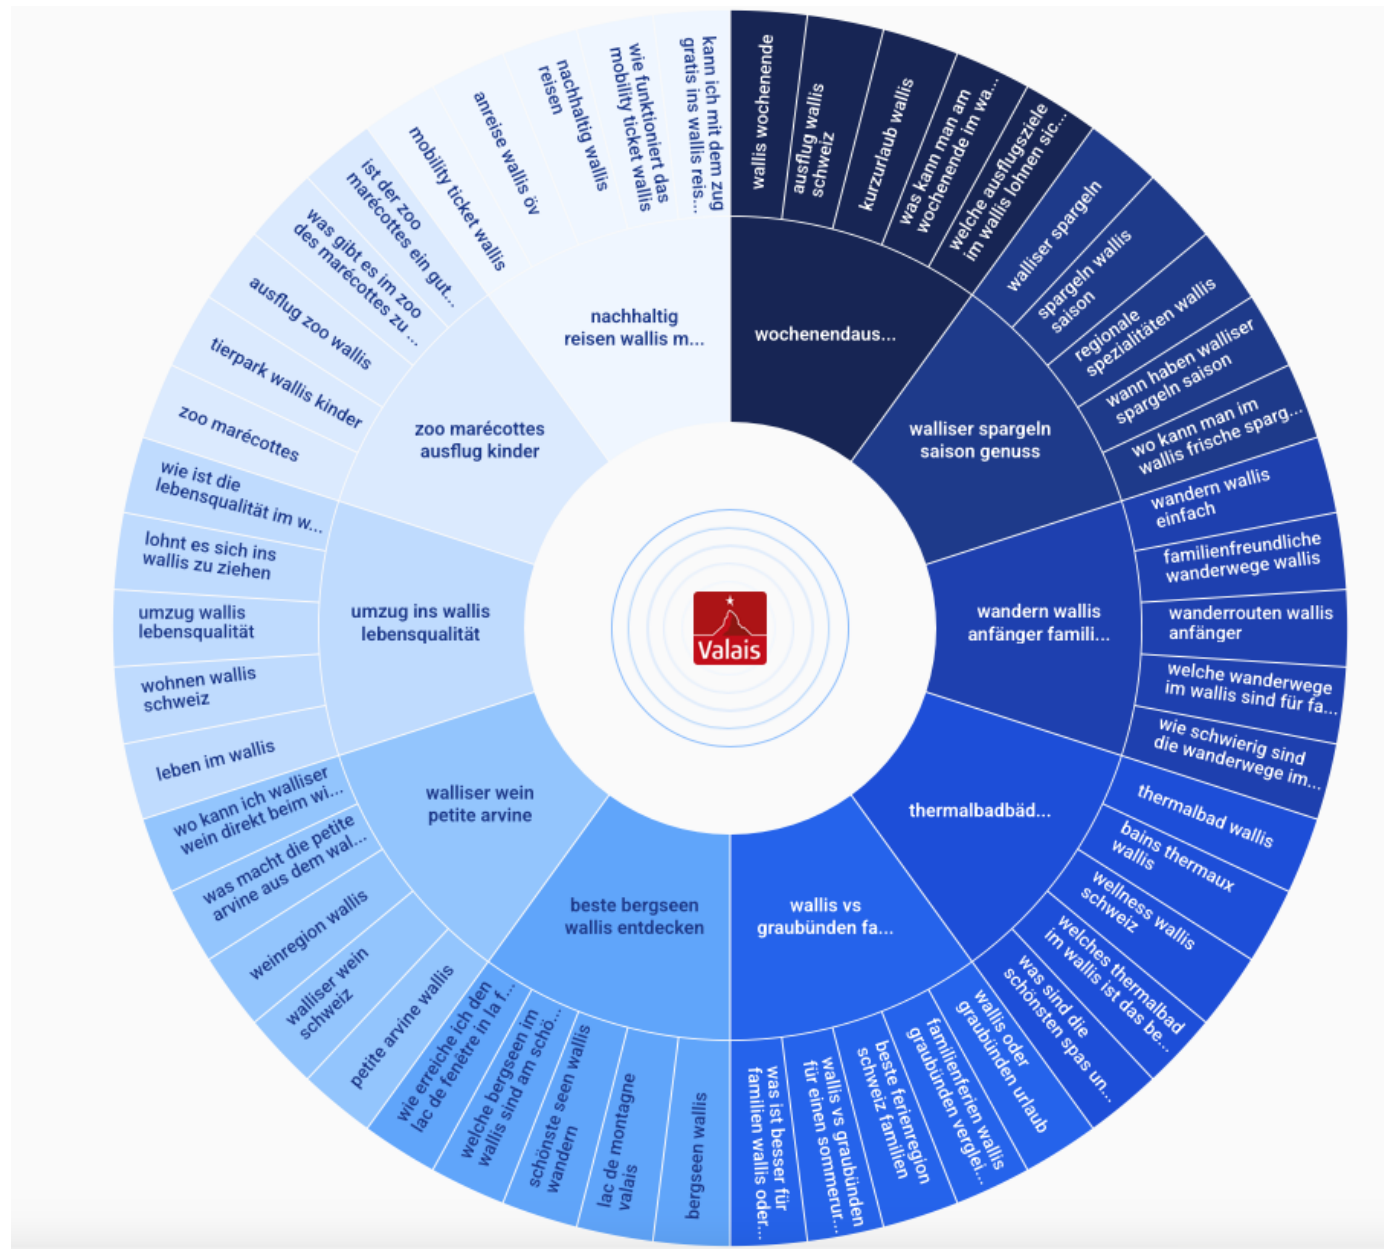 Valais
wochenendaus...
wallis wochenende
ausflug wallis
schweiz
kurzurlaub wallis
was kann man am
wochenende im wa...
welche ausflugsziele
im wallis lohnen sic...
walliser spargeln
saison genuss
walliser spargeln
spargeln wallis
saison
regionale
spezialitäten wallis
wann haben walliser
spargeln saison
wo kann man im
wallis frische sparg...
wandern wallis
anfänger famili...
wandern wallis
einfach
familienfreundliche
wanderwege wallis
wanderrouten wallis
anfänger
welche wanderwege
im wallis sind für fa...
wie schwierig sind
die wanderwege im...
thermalbadbäd...
thermalbad wallis
bains thermaux
wallis
wellness wallis
schweiz
welches thermalbad
im wallis ist das be...
was sind die
schönsten spas un...
wallis vs
graubünden fa...
wallis oder
graubünden urlaub
familienferien wallis
graubünden verglei...
beste ferienregion
schweiz familien
wallis vs graubünden
für einen sommerur...
was ist besser für
familien wallis oder...
beste bergseen
wallis entdecken
bergseen wallis
lac de montagne
valais
schönste seen wallis
wandern
welche bergseen im
wallis sind am schö...
wie erreiche ich den
lac de fenêtre in la f...
walliser wein
petite arvine
petite arvine wallis
walliser wein
schweiz
weinregion wallis
was macht die petite
arvine aus dem wal...
wo kann ich walliser
wein direkt beim wi...
umzug ins wallis
lebensqualität
leben im wallis
wohnen wallis
schweiz
umzug wallis
lebensqualität
lohnt es sich ins
wallis zu ziehen
wie ist die
lebensqualität im w...
zoo marécottes
ausflug kinder
zoo marécottes
tierpark wallis kinder
ausflug zoo wallis
was gibt es im zoo
des marécottes zu...
ist der zoo
marécottes ein gut...
nachhaltig
reisen wallis m...
mobility ticket wallis
anreise wallis öv
nachhaltig wallis
reisen
wie funktioniert das
mobility ticket wallis
kann ich mit dem zug
gratis ins wallis reis...